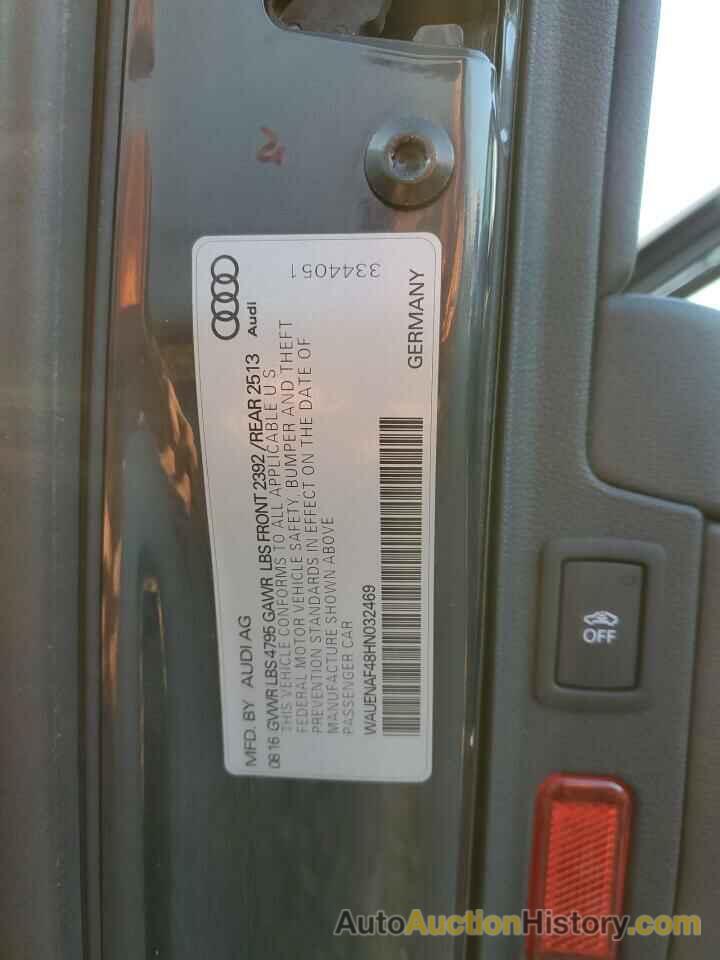 Audi
3344051
MFD. BY AUDI AG
0816 GVWR LBS 4795 GAWR LBS FRONT 2392 / REAR 2513
THIS VEHICLE CONFORMS TO ALL APPLICABLE U S
FEDERAL MOTOR VEHICLE SAFETY, BUMPER AND THEFT
PREVENTION STANDARDS IN EFFECT ON THE DATE OF
MANUFACTURE SHOWN ABOVE
PASSENGER CAR
WAUENAF48HN032469
GERMANY
OFF
AutoAuctionHistory.com